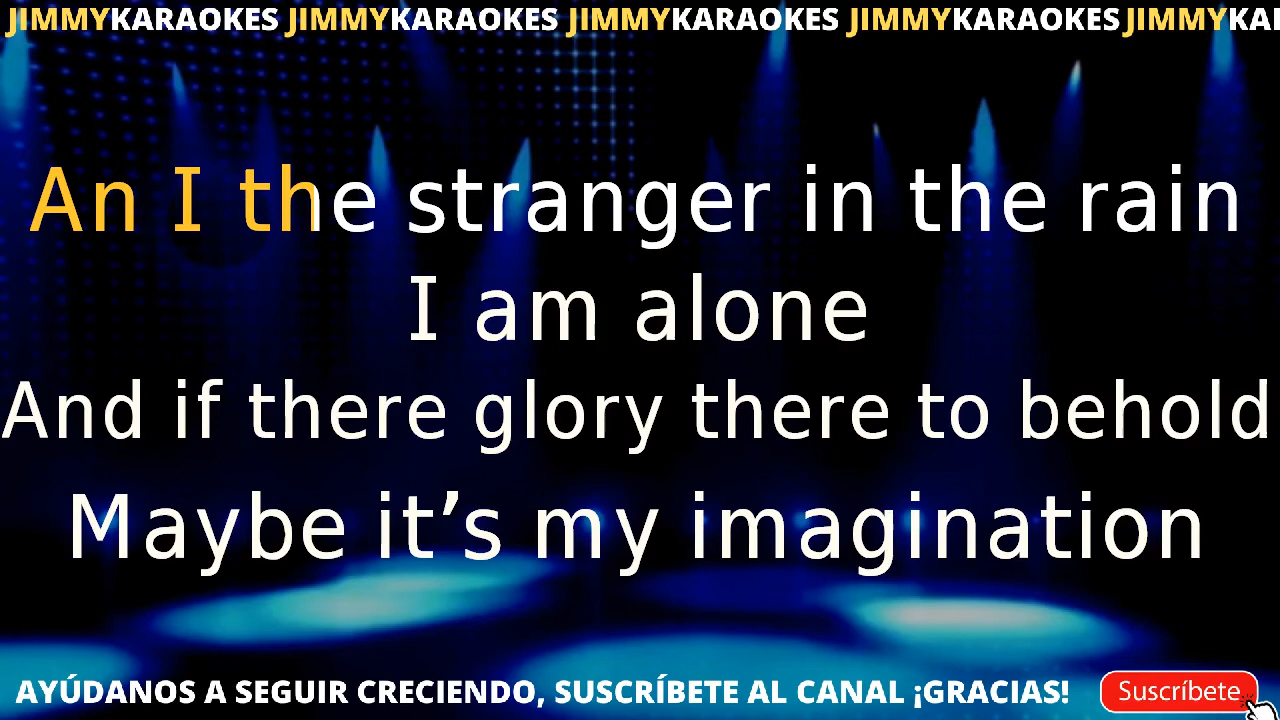 JIMMYKARAOKES JIMMYKARAOKES JIMMYKARAOKES JIMMYKARAOKES JIMMYKAI
An I the stranger in the rain
I am alone
And if there glory there to behold
Maybe it’s my imagination
AYÚDANOS A SEGUIR CRECIENDO, SUSCRÍBETE AL CANAL ¡GRACIAS! Suscríbete